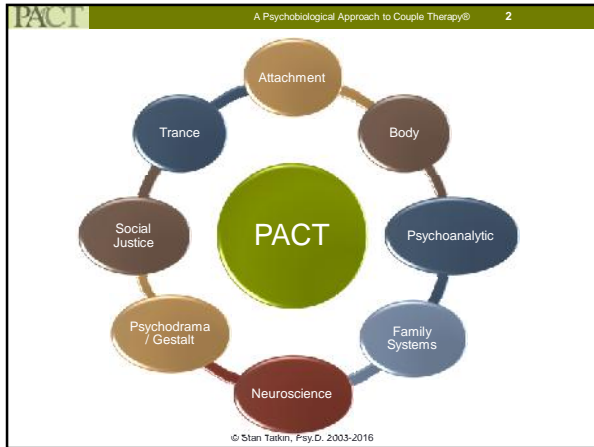 PACT
A Psychobiological Approach to Couple Therapy® 2
Attachment
Trance
Body
Social
Justice
PACT
Psychoanalytic
Psychodrama
/ Gestalt
Family
Systems
Neuroscience
© Stan Tatkin, Psy.D. 2003-2016